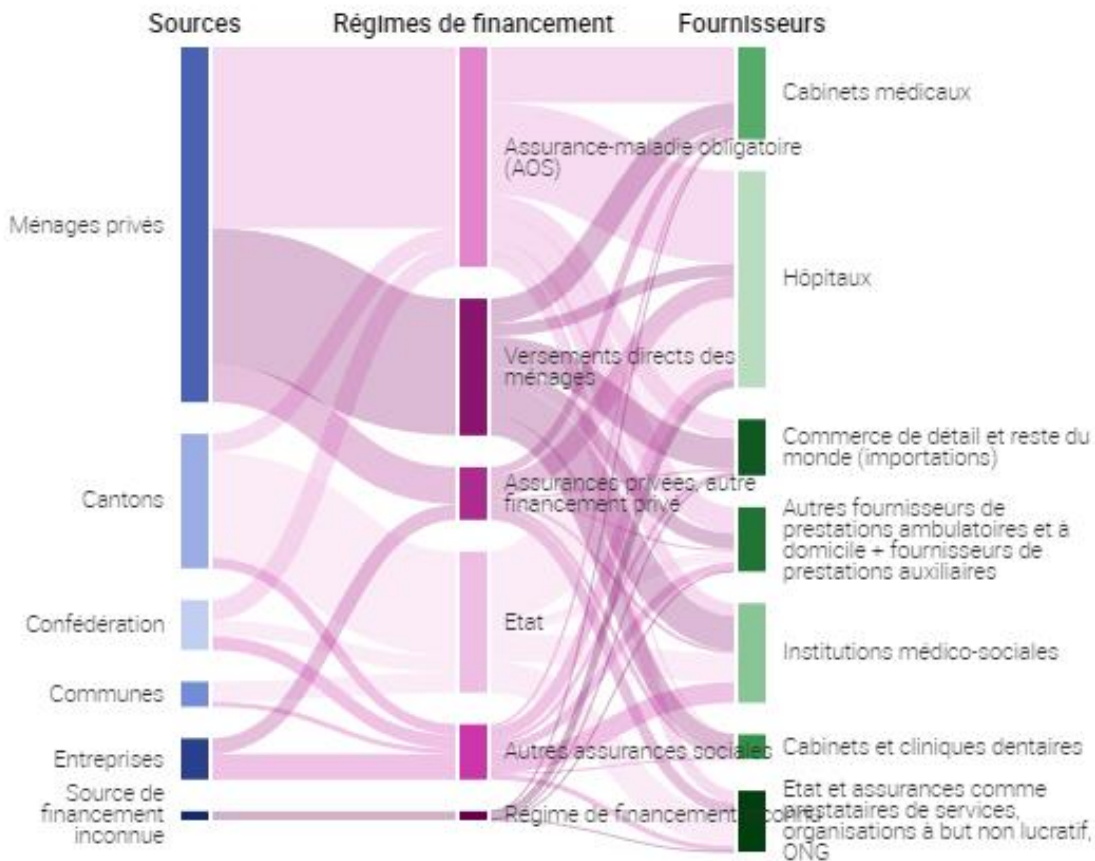 Sources
Régimes de financement
Fournisseurs
Ménages privés
Cantons
Confédération
Communes
Entreprises
Source de
financement
inconnue
Assurance-maladie obligatoire
(AOS)
Versements directs des
ménages
Assurances privées, autre
financement privé
Etat
Autres assurances sociales
Régime de financement inconnu
Cabinets médicaux
Hôpitaux
Commerce de détail et reste du
monde (importations)
Autres fournisseurs de
prestations ambulatoires et à
domicile + fournisseurs de
prestations auxiliaires
Institutions médico-sociales
Cabinets et cliniques dentaires
Etat et assurances comme
prestataires de services,
organisations à but non lucratif,
ONG